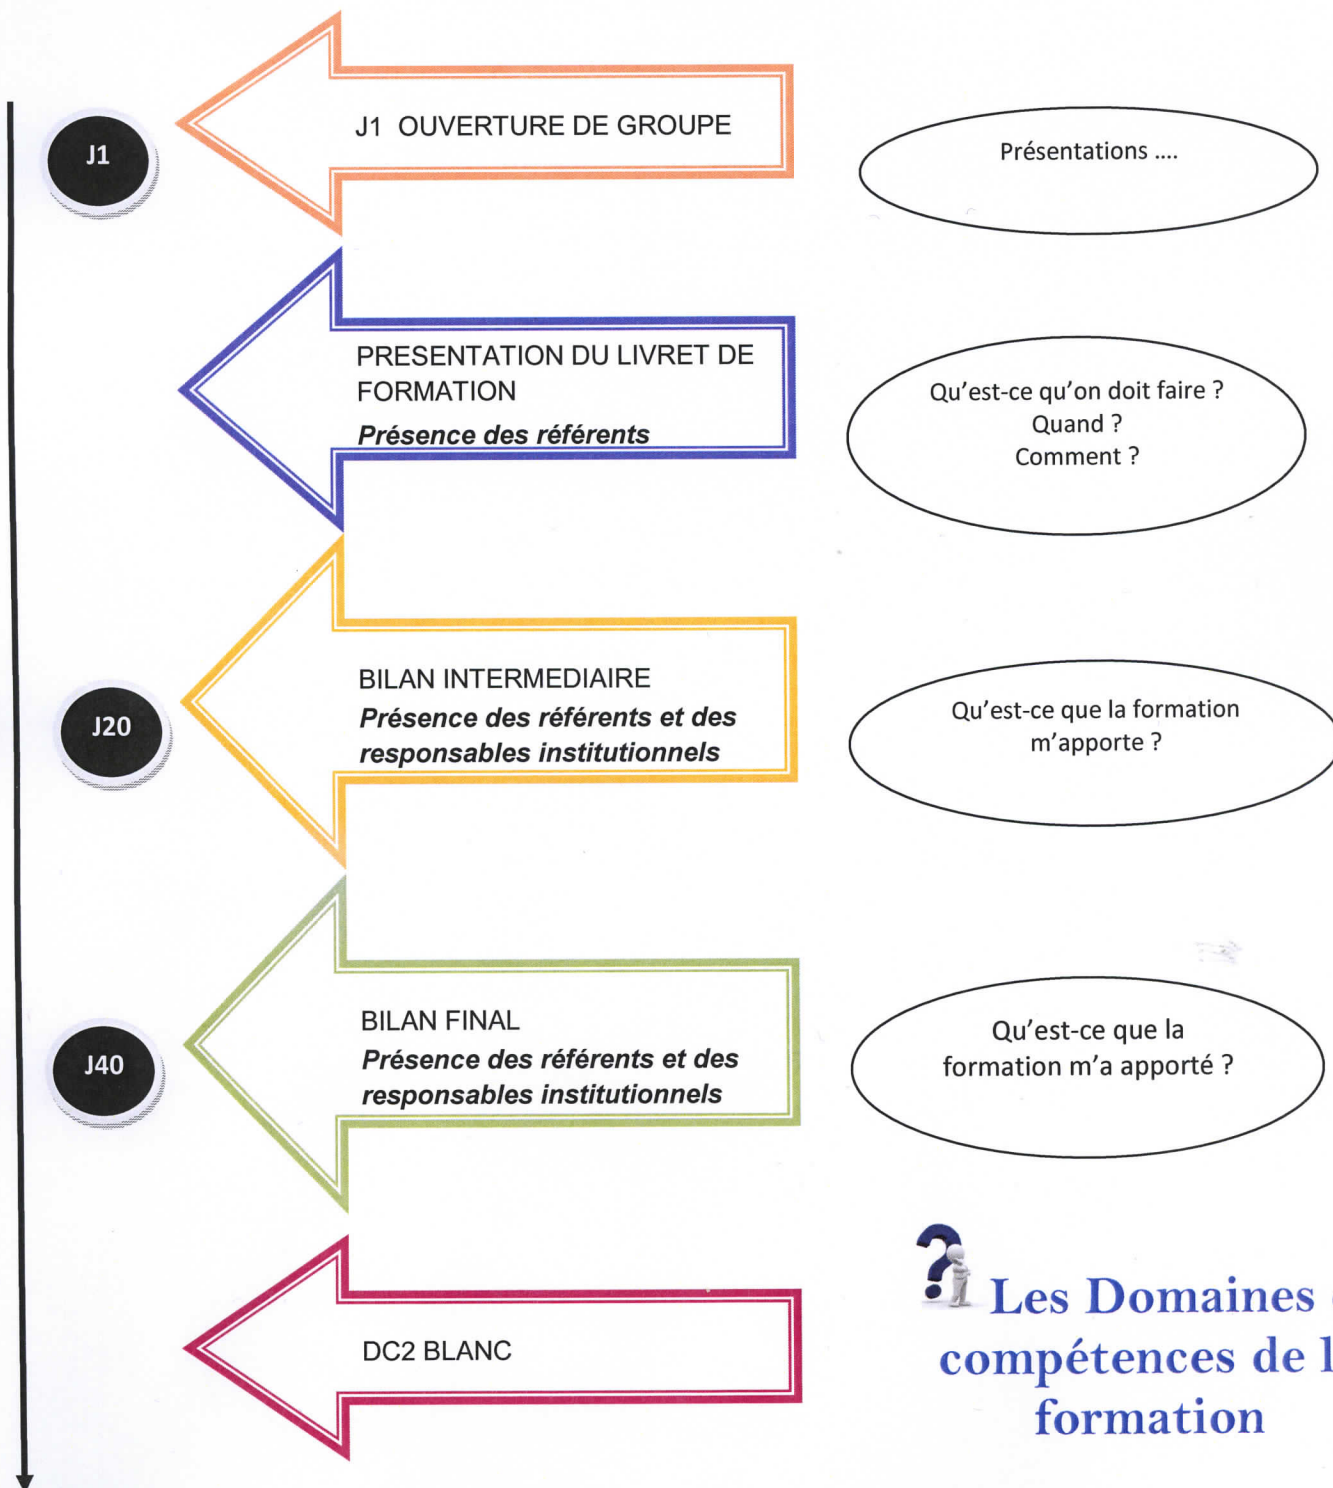 J1
J1 OUVERTURE DE GROUPE
Présentations ....
PRESENTATION DU LIVRET DE
FORMATION
Présence des référents
Qu'est-ce qu'on doit faire ?
Quand ?
Comment ?
J20
BILAN INTERMEDIAIRE
Présence des référents et des
responsables institutionnels
Qu'est-ce que la formation
m'apporte ?
J40
BILAN FINAL
Présence des référents et des
responsables institutionnels
Qu'est-ce que la
formation m'a apporté ?
DC2 BLANC
Les Domaines
compétences de l
formation